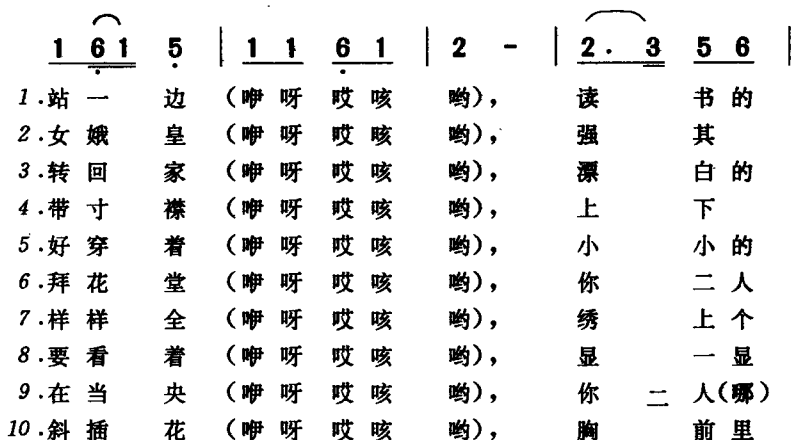 1 6 1 5 | 1 1 6 1 | 2 - | 2. 3 5 6 |
1.站一边(咿呀哎咳哟),读书的
2.女娥皇(咿呀哎咳哟),强其
3.转回家(咿呀哎咳哟),漂白的
4.带寸襟(咿呀哎咳哟),上下
5.好穿着(咿呀哎咳哟),小小的
6.拜花堂(咿呀哎咳哟),你二人
7.样样全(咿呀哎咳哟),绣上个
8.要看着(咿呀哎咳哟),显一显
9.在当央(咿呀哎咳哟),你二人(哪)
10.斜插花(咿呀哎咳哟),胸前里